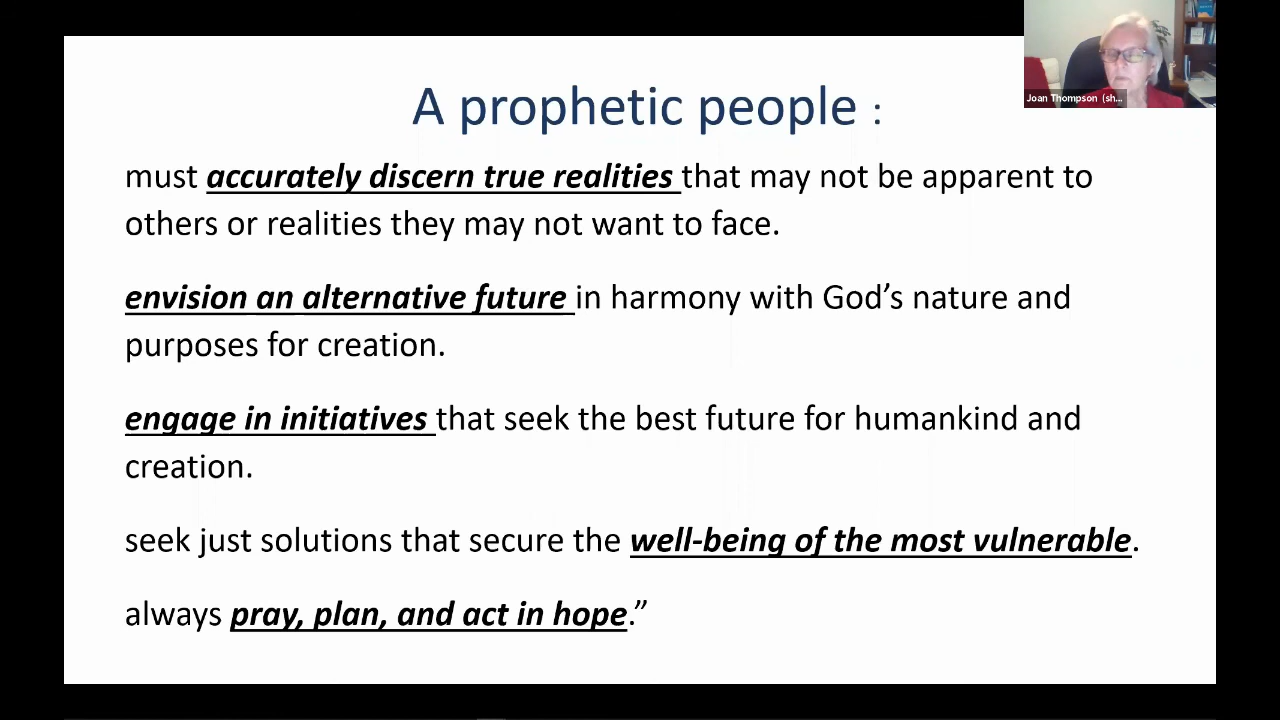 A prophetic people :
Joan Thompson (sh...
must accurately discern true realities that may not be apparent to
others or realities they may not want to face.
envision an alternative future in harmony with God’s nature and
purposes for creation.
engage in initiatives that seek the best future for humankind and
creation.
seek just solutions that secure the well-being of the most vulnerable.
always pray, plan, and act in hope.”